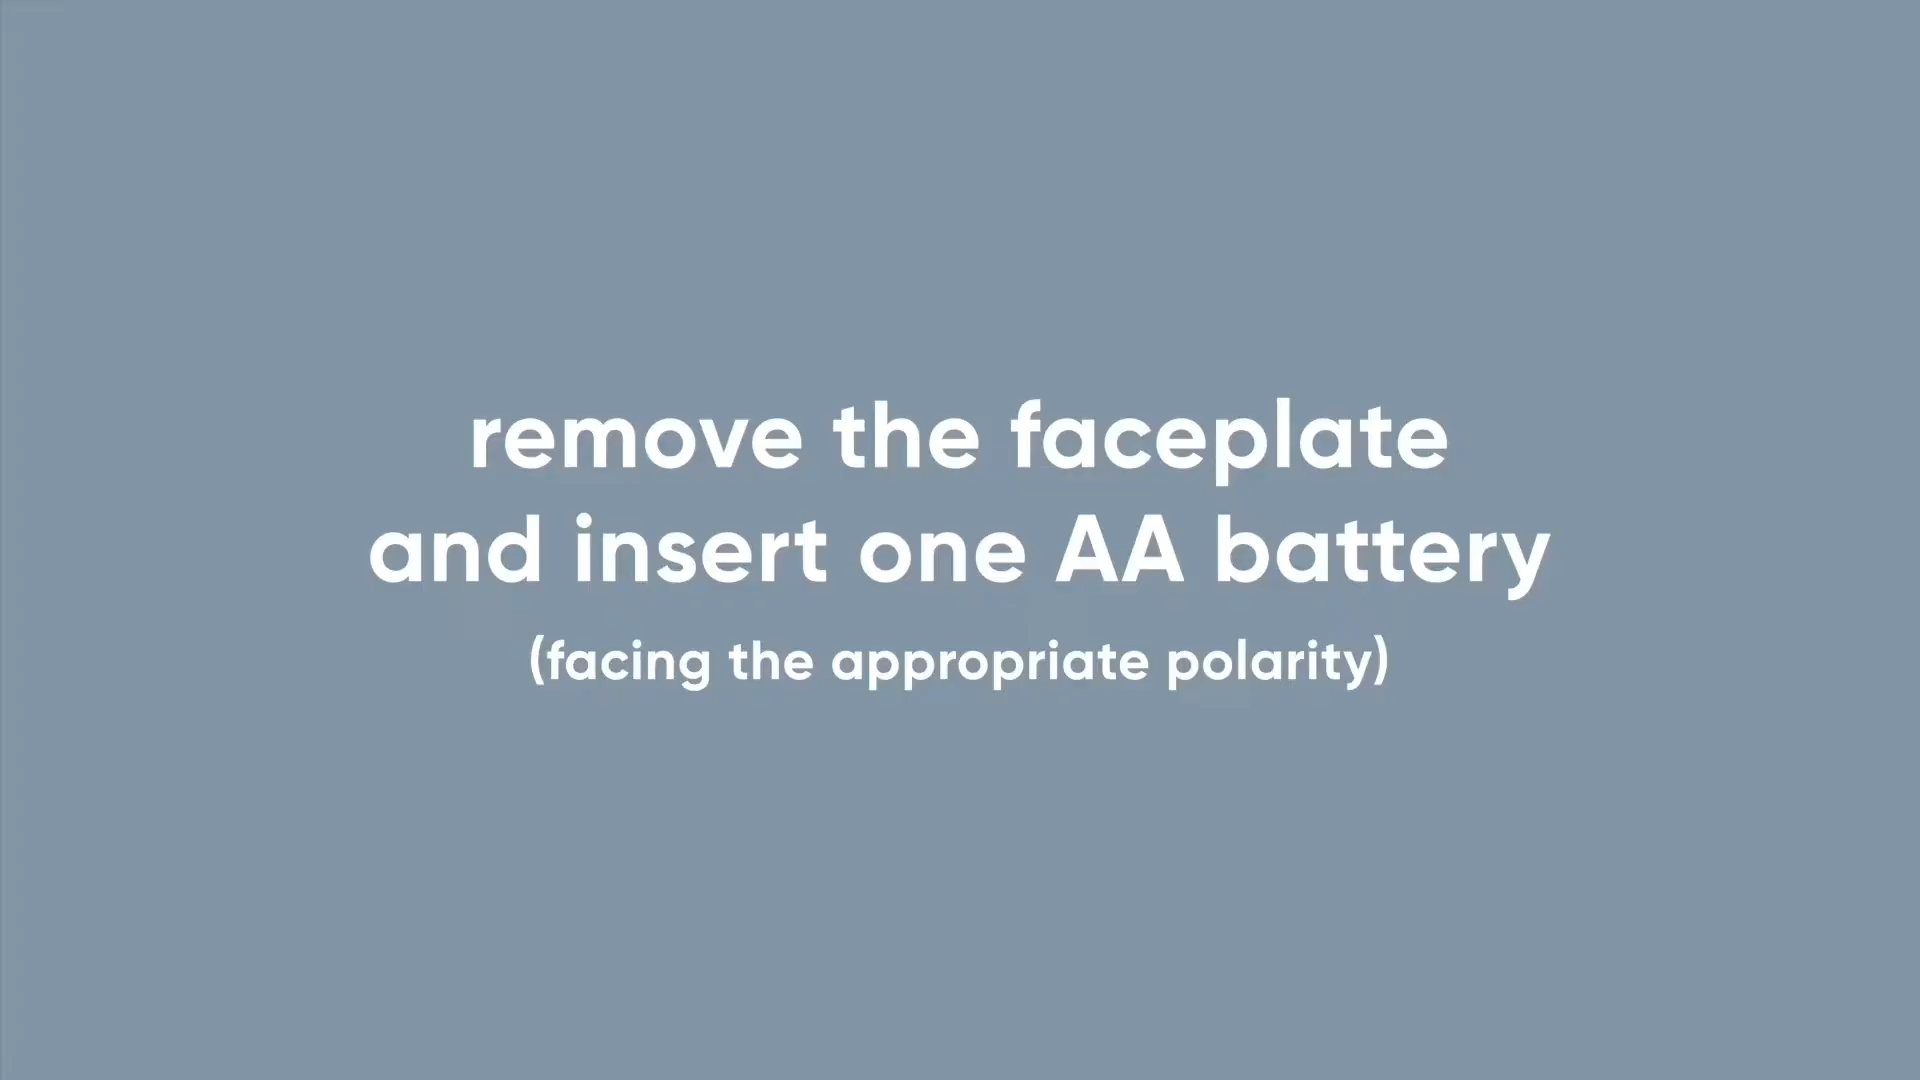 remove the faceplate
and insert one AA battery
(facing the appropriate polarity)